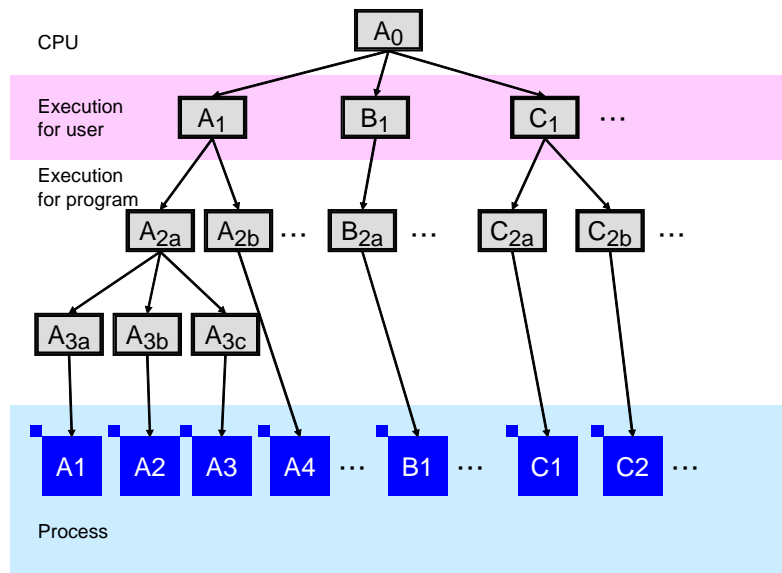 CPU
A0
Execution
for user
A1
B1
C1
...
Execution
for program
A2a
A2b
...
B2a
...
C2a
C2b
...
A3a
A3b
A3c
A1
A2
A3
A4
...
B1
...
C1
C2
...
Process